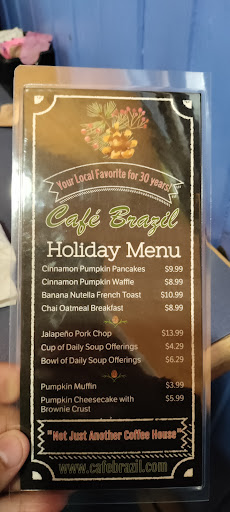 Your Local Favorite for 30 years!
Café Brazil
Holiday Menu
Cinnamon Pumpkin Pancakes $9.99
Cinnamon Pumpkin Waffle $8.99
Banana Nutella French Toast $10.99
Chai Oatmeal Breakfast $8.99
Jalapeño Pork Chop $13.99
Cup of Daily Soup Offerings $4.29
Bowl of Daily Soup Offerings $6.29
Pumpkin Muffin $3.99
Pumpkin Cheesecake with $5.99
Brownie Crust
"Not Just Another Coffee House"
www.cafebrazil.com